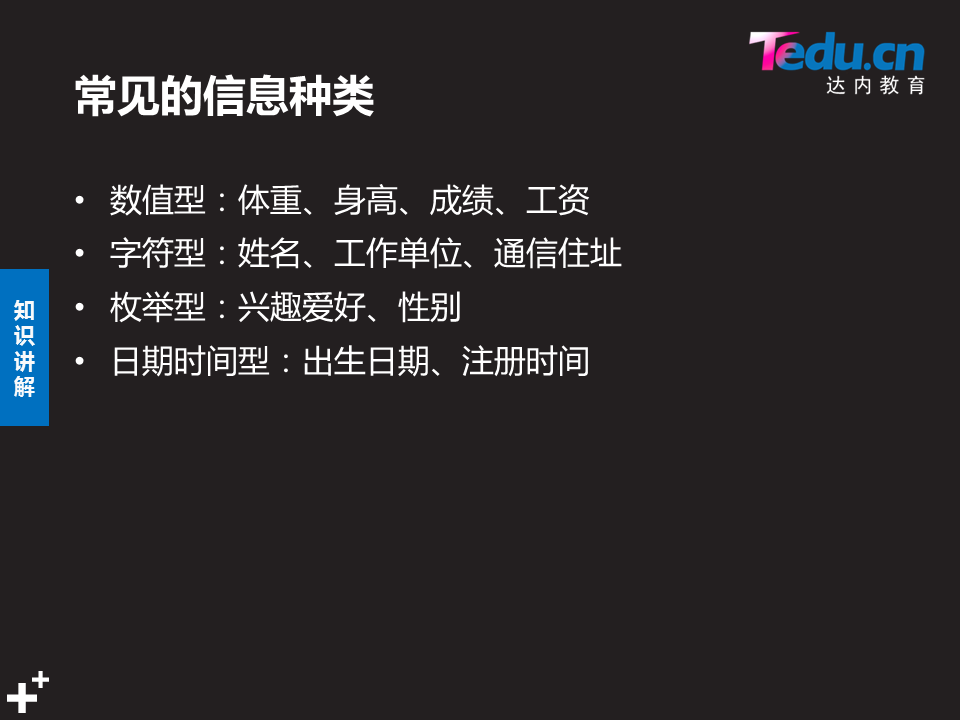 Tedu.cn
达内教育
常见的信息种类
• 数值型：体重、身高、成绩、工资
• 字符型：姓名、工作单位、通信住址
• 枚举型：兴趣爱好、性别
• 日期时间型：出生日期、注册时间
知识讲解